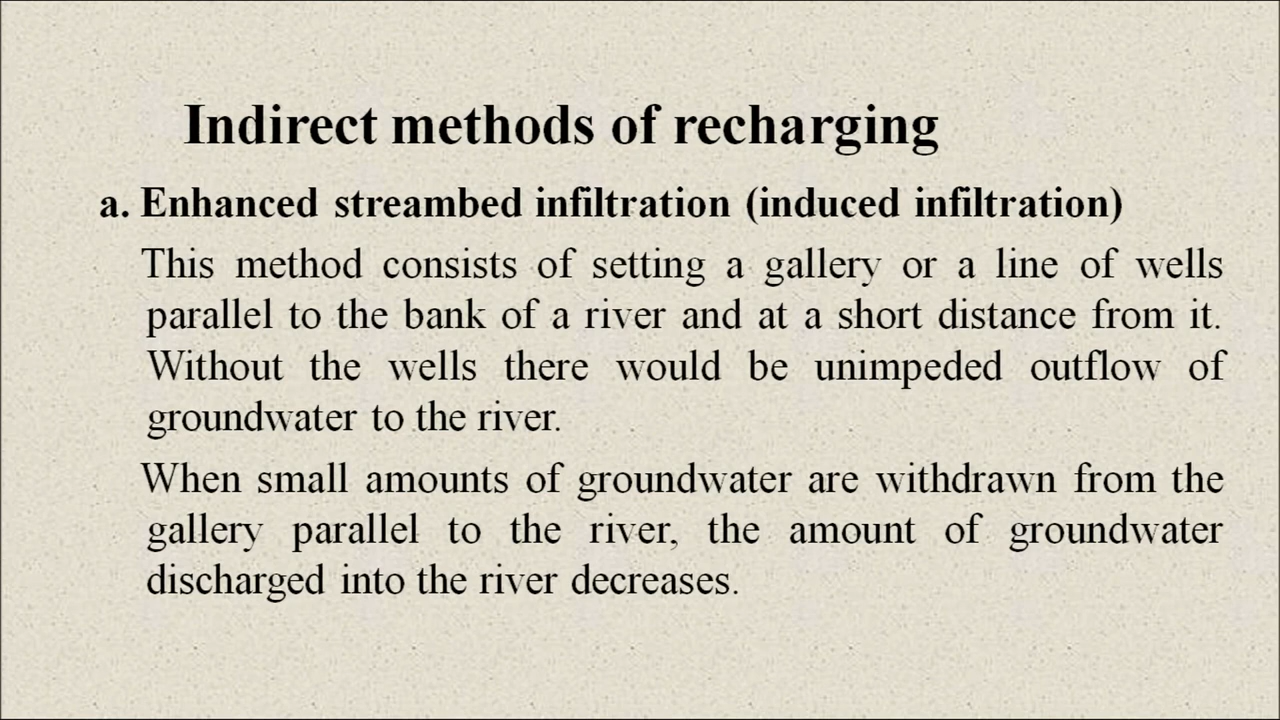 Indirect methods of recharging
a. Enhanced streambed infiltration (induced infiltration)
This method consists of setting a gallery or a line of wells
parallel to the bank of a river and at a short distance from it.
Without the wells there would be unimpeded outflow of
groundwater to the river.
When small amounts of groundwater are withdrawn from the
gallery parallel to the river, the amount of groundwater
discharged into the river decreases.